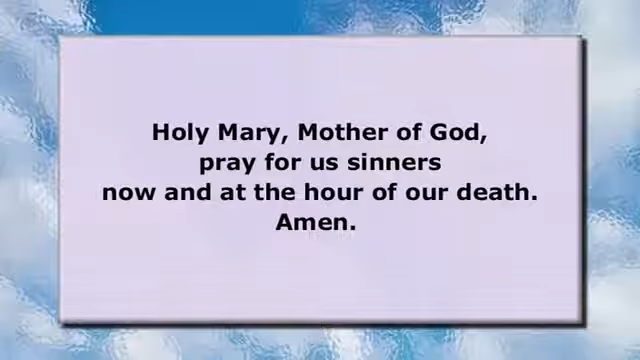 Holy Mary, Mother of God,
pray for us sinners
now and at the hour of our death.
Amen.